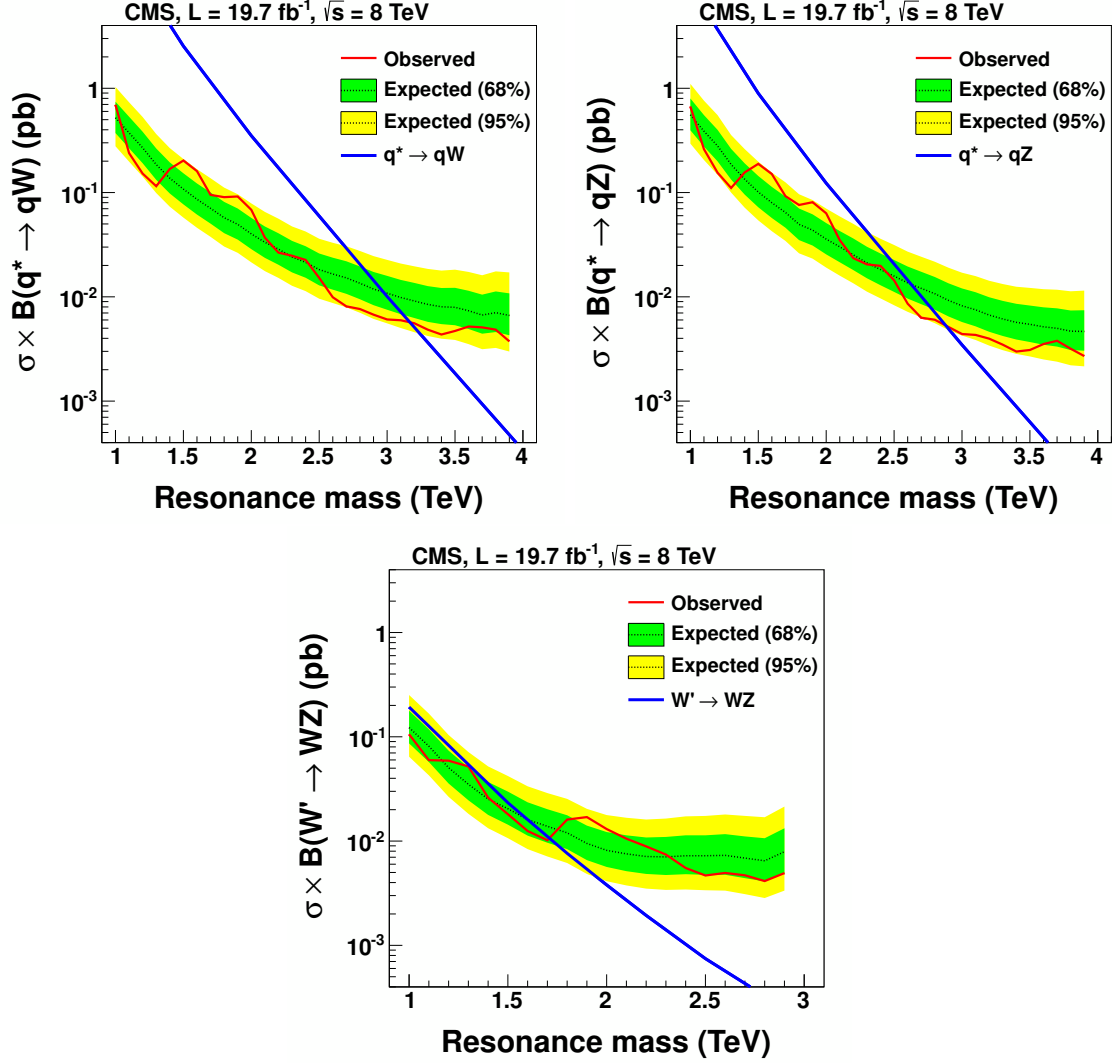 CMS, L = 19.7 fb⁻¹, √s = 8 TeV
Observed
Expected (68%)
Expected (95%)
q* → qW
1
10⁻¹
10⁻²
10⁻³
σ × B(q* → qW) (pb)
1 1.5 2 2.5 3 3.5 4
Resonance mass (TeV)
CMS, L = 19.7 fb⁻¹, √s = 8 TeV
Observed
Expected (68%)
Expected (95%)
q* → qZ
1
10⁻¹
10⁻²
10⁻³
σ × B(q* → qZ) (pb)
1 1.5 2 2.5 3 3.5 4
Resonance mass (TeV)
CMS, L = 19.7 fb⁻¹, √s = 8 TeV
Observed
Expected (68%)
Expected (95%)
W' → WZ
1
10⁻¹
10⁻²
10⁻³
σ × B(W' → WZ) (pb)
1 1.5 2 2.5 3
Resonance mass (TeV)